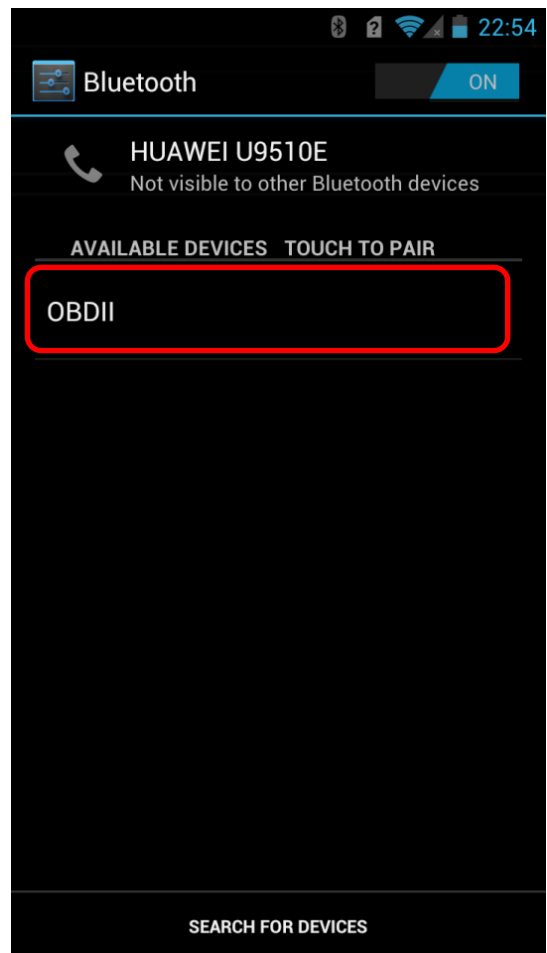 22:54
Bluetooth ON
HUAWEI U9510E
Not visible to other Bluetooth devices
AVAILABLE DEVICES TOUCH TO PAIR
OBDII
SEARCH FOR DEVICES